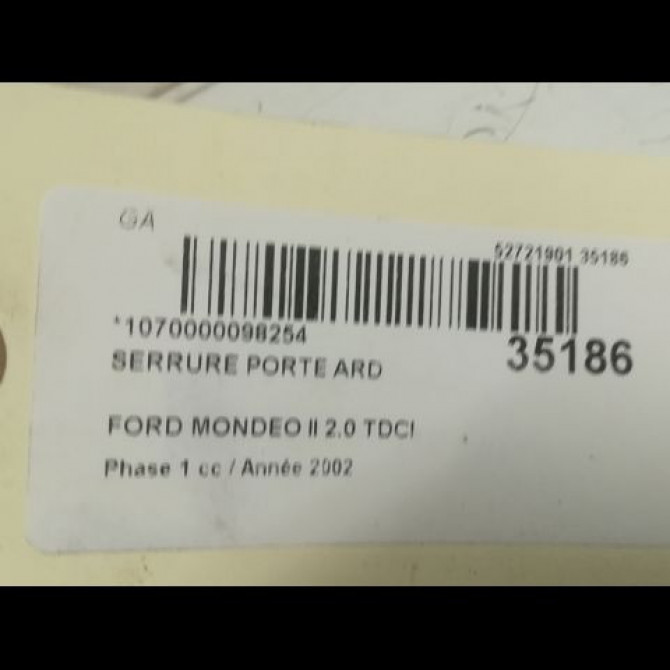 GA
52721901 35186
*1070000098254
35186
SERRURE PORTE ARD
FORD MONDEO II 2.0 TDCI
Phase 1 cc / Année 2002